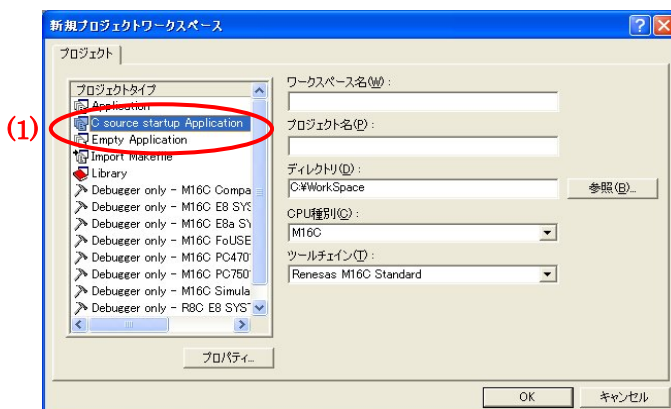 新規プロジェクトワークスペース
プロジェクト
プロジェクトタイプ
Application
C source startup Application
Empty Application
Import Makefile
Library
Debugger only - M16C Compa
Debugger only - M16C E8 SYS
Debugger only - M16C E8a SY
Debugger only - M16C FoUSE
Debugger only - M16C PC470
Debugger only - M16C PC750
Debugger only - M16C Simula
Debugger only - R8C E8 SYS
プロパティ...
(1)
ワークスペース名(W) :
プロジェクト名(P) :
ディレクトリ(D) :
C:¥WorkSpace
参照(B)...
CPU種別(C) :
M16C
ツールチェイン(T) :
Renesas M16C Standard
OK
キャンセル